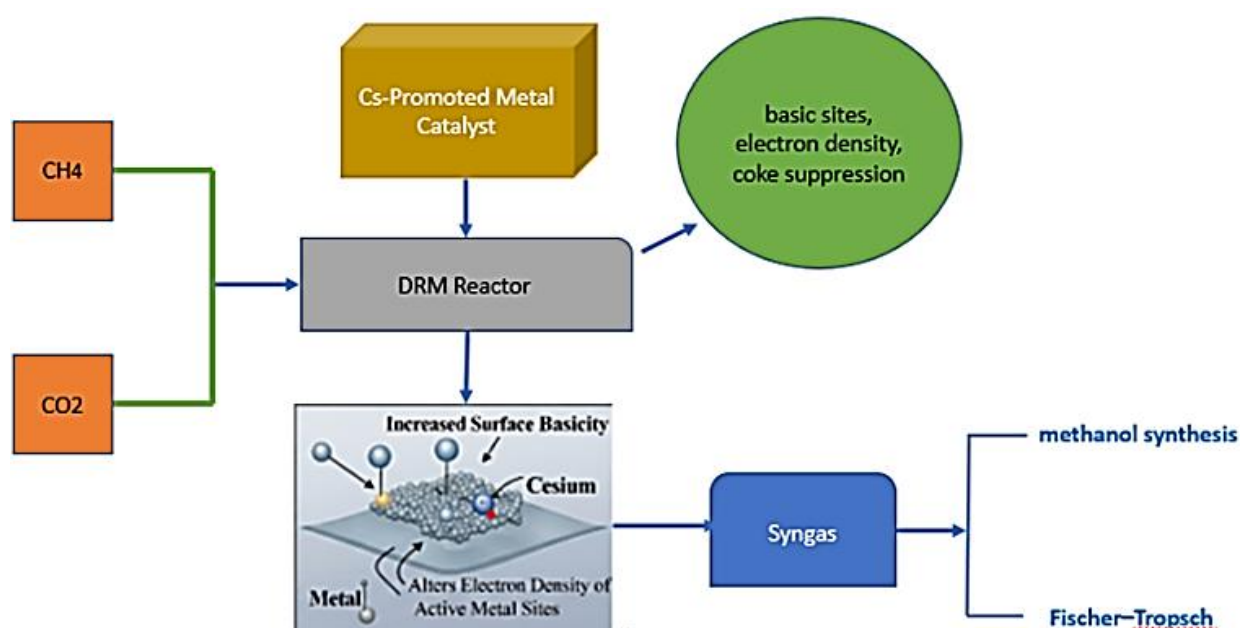 Cs-Promoted Metal
Catalyst
basic sites,
electron density,
coke suppression
CH4
DRM Reactor
CO2
Increased Surface Basicity
Cesium
Metal
Alters Electron Density of
Active Metal Sites
Syngas
methanol synthesis
Fischer–Tropsch